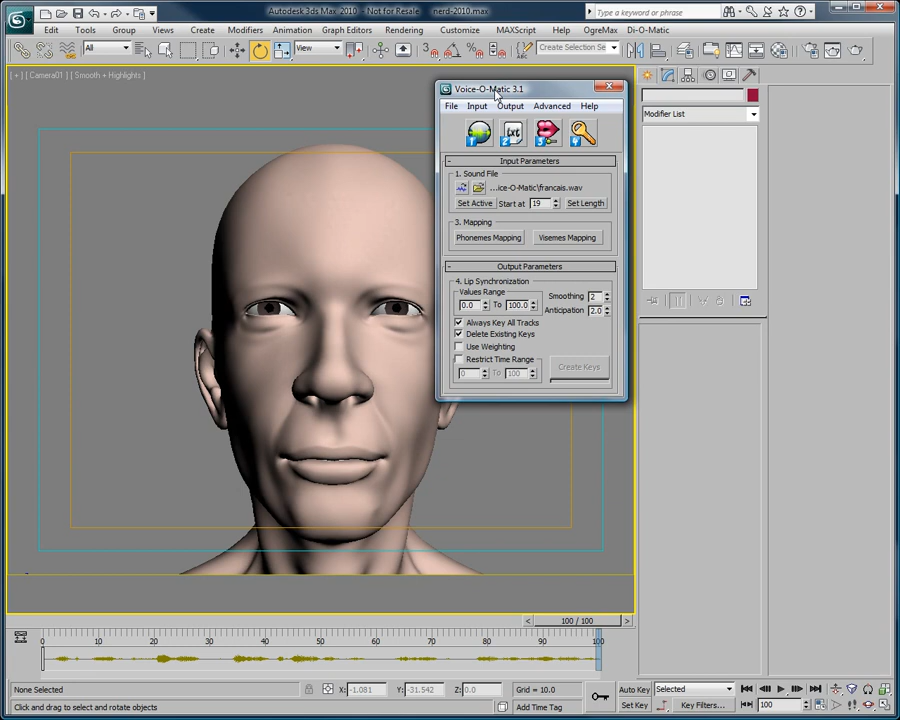 Autodesk 3ds Max 2010 - Not for Resale nerd-2010.max
Type a keyword or phrase
Edit Tools Group Views Create Modifiers Animation Graph Editors Rendering Customize MAXScript Help OgreMax Di-O-Matic
All
View
3
Create Selection Se
[ + ] [ Camera01 ] [ Smooth + Highlights ]
Voice-O-Matic 3.1
File Input Output Advanced Help
1 txt 2 3 4
- Input Parameters
1. Sound File
...ice-O-Matic\francais.wav
Set Active Start at 19 Set Length
3. Mapping
Phonemes Mapping Visemes Mapping
- Output Parameters
4. Lip Synchronization
Values Range
0.0 To 100.0
Smoothing 2
Anticipation 2.0
Always Key All Tracks
Delete Existing Keys
Use Weighting
Restrict Time Range
0 To 100
Create Keys
Modifier List
< 100 / 100 >
0 10 20 30 40 50 60 70 80 90 100
None Selected X: -1.081 Y: -31.542 Z: 0.0 Grid = 10.0 Auto Key Selected
Click and drag to select and rotate objects Add Time Tag Set Key Key Filters... 100